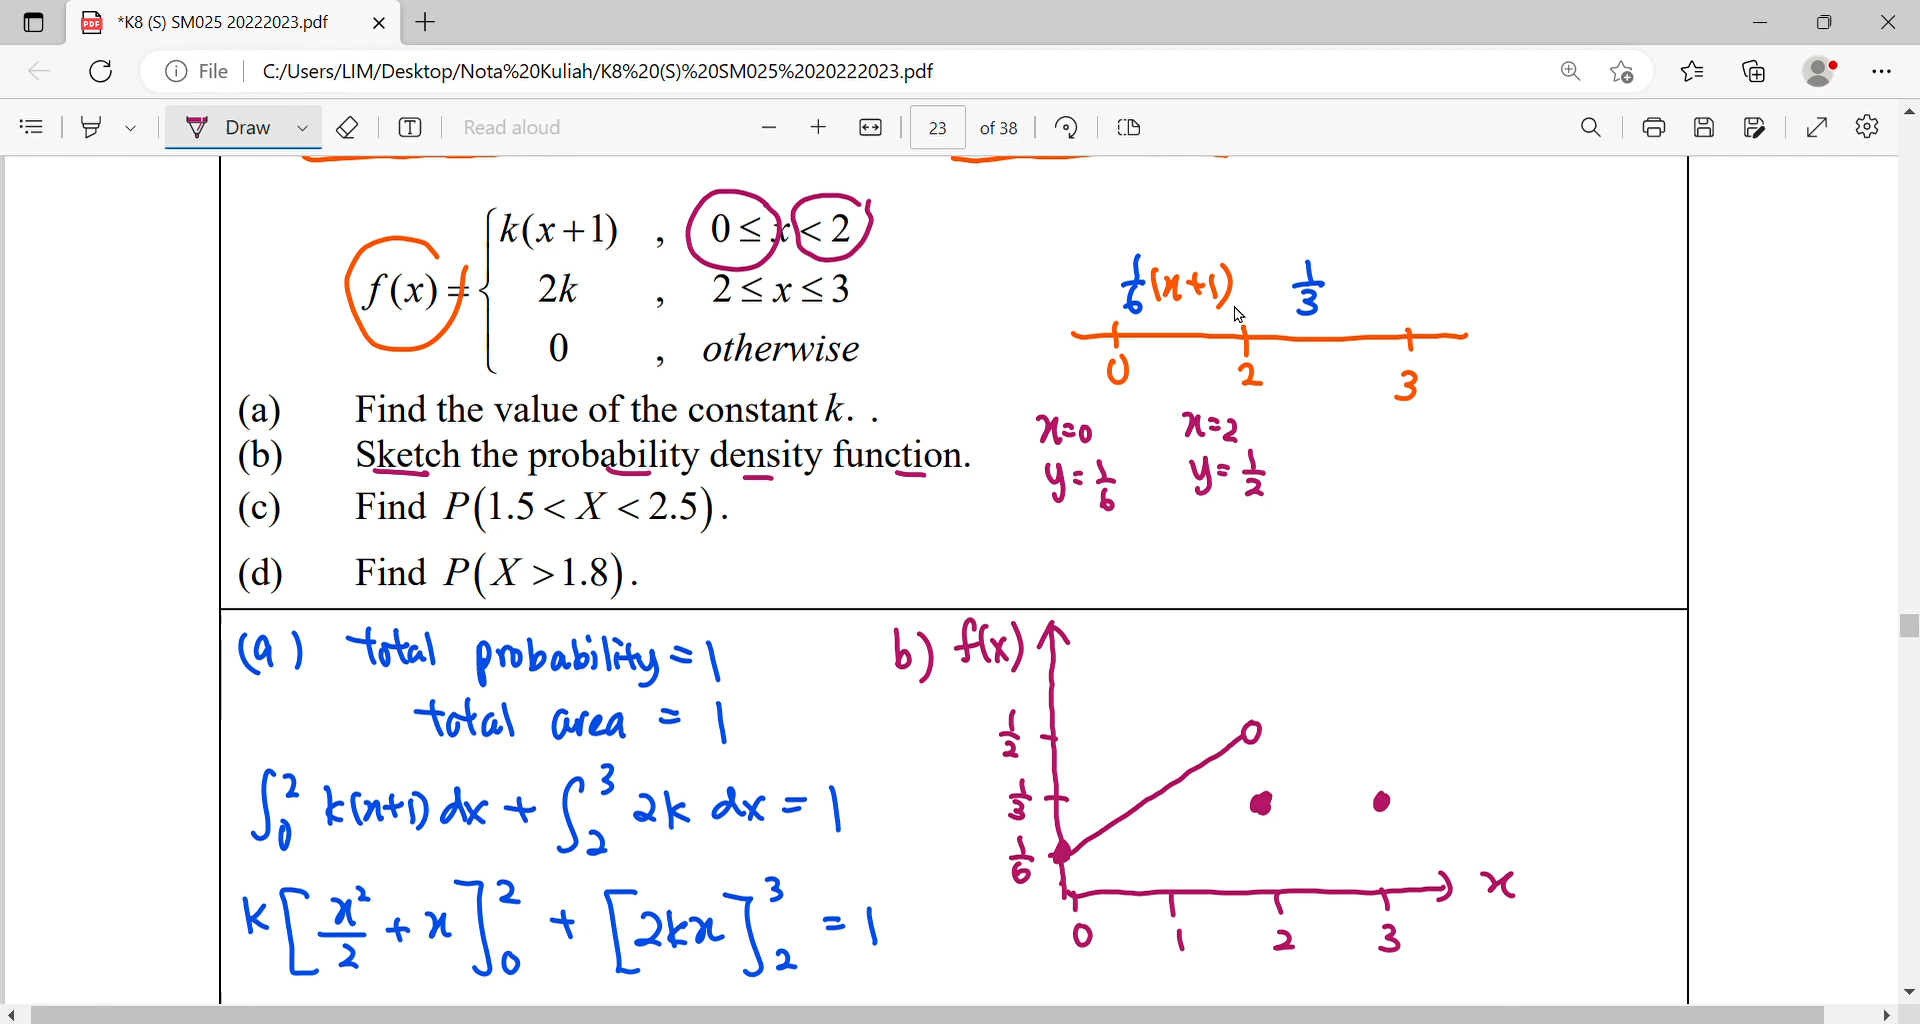 *K8 (S) SM025 20222023.pdf
File C:/Users/LIM/Desktop/Nota%20Kuliah/K8%20(S)%20SM025%2020222023.pdf
Draw T Read aloud 23 of 38
f(x) = { k(x+1) , 0 ≤ x < 2
2k , 2 ≤ x ≤ 3
0 , otherwise
1/6 (x+1) 1/3
0 2 3
(a) Find the value of the constant k. .
(b) Sketch the probability density function.
(c) Find P(1.5 < X < 2.5).
(d) Find P(X > 1.8).
x=0 x=2
y=1/6 y=1/2
(a) total probability = 1
total area = 1
∫₀² k(x+1) dx + ∫₂³ 2k dx = 1
k[x²/2 + x]₀² + [2kx]₂³ = 1
b) f(x)
1/2
1/3
1/6
x
0 1 2 3